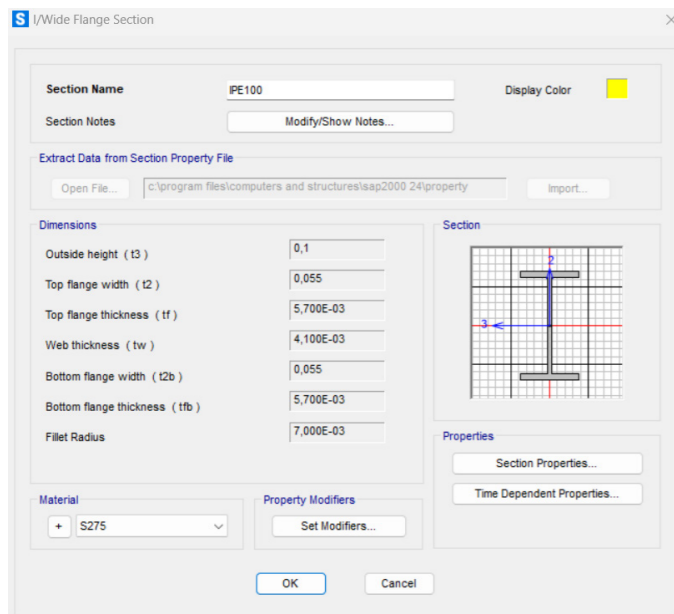 S I/Wide Flange Section
Section Name IPE100 Display Color
Section Notes Modify/Show Notes...
Extract Data from Section Property File
Open File... c:\program files\computers and structures\sap2000 24\property Import...
Dimensions
Outside height ( t3 ) 0,1
Top flange width ( t2 ) 0,055
Top flange thickness ( tf ) 5,700E-03
Web thickness ( tw ) 4,100E-03
Bottom flange width ( t2b ) 0,055
Bottom flange thickness ( tfb ) 5,700E-03
Fillet Radius 7,000E-03
Section
2
3
Properties
Section Properties...
Time Dependent Properties...
Material
+ S275
Property Modifiers
Set Modifiers...
OK Cancel